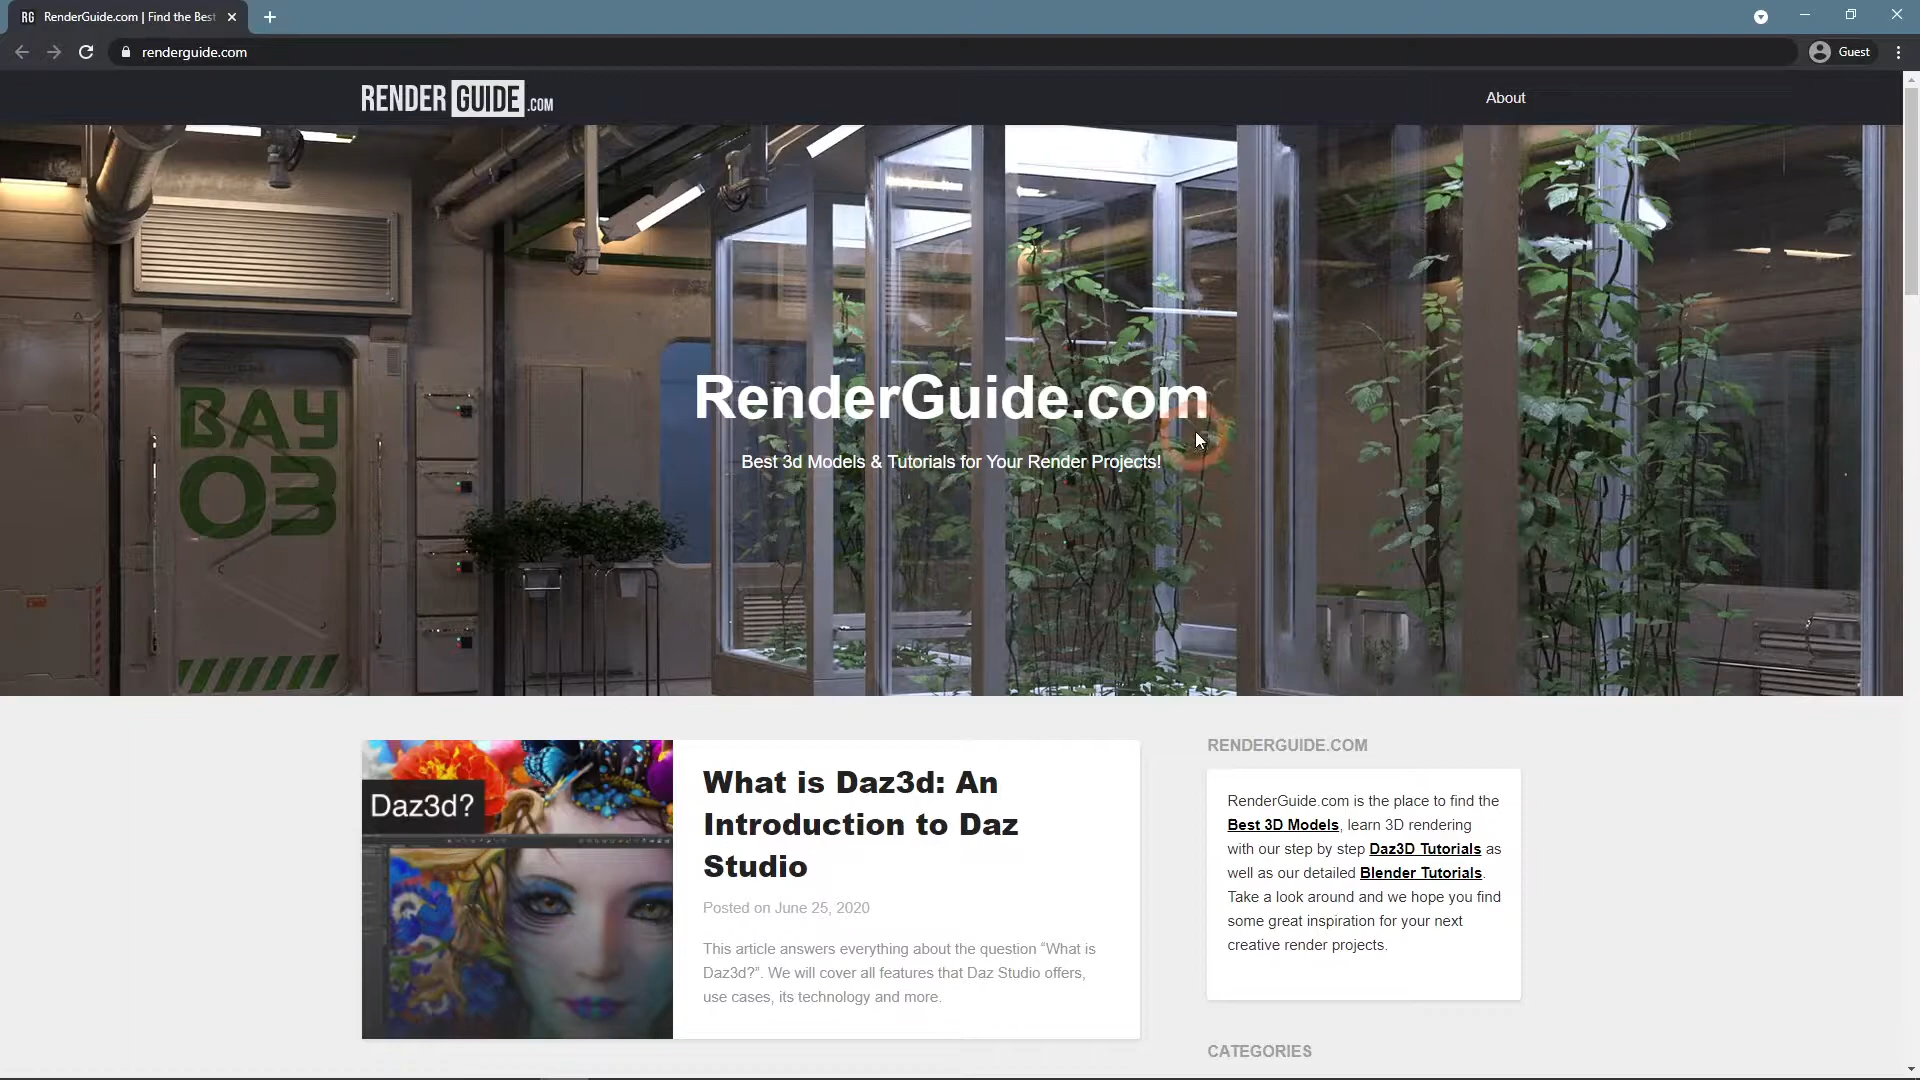 RG RenderGuide.com | Find the Best
renderguide.com
Guest
RENDER GUIDE .COM
About
BAY
03
RenderGuide.com
Best 3d Models & Tutorials for Your Render Projects!
Daz3d?
What is Daz3d: An
Introduction to Daz
Studio
Posted on June 25, 2020
This article answers everything about the question “What is
Daz3d?”. We will cover all features that Daz Studio offers,
use cases, its technology and more.
RENDERGUIDE.COM
RenderGuide.com is the place to find the
Best 3D Models, learn 3D rendering
with our step by step Daz3D Tutorials as
well as our detailed Blender Tutorials.
Take a look around and we hope you find
some great inspiration for your next
creative render projects.
CATEGORIES